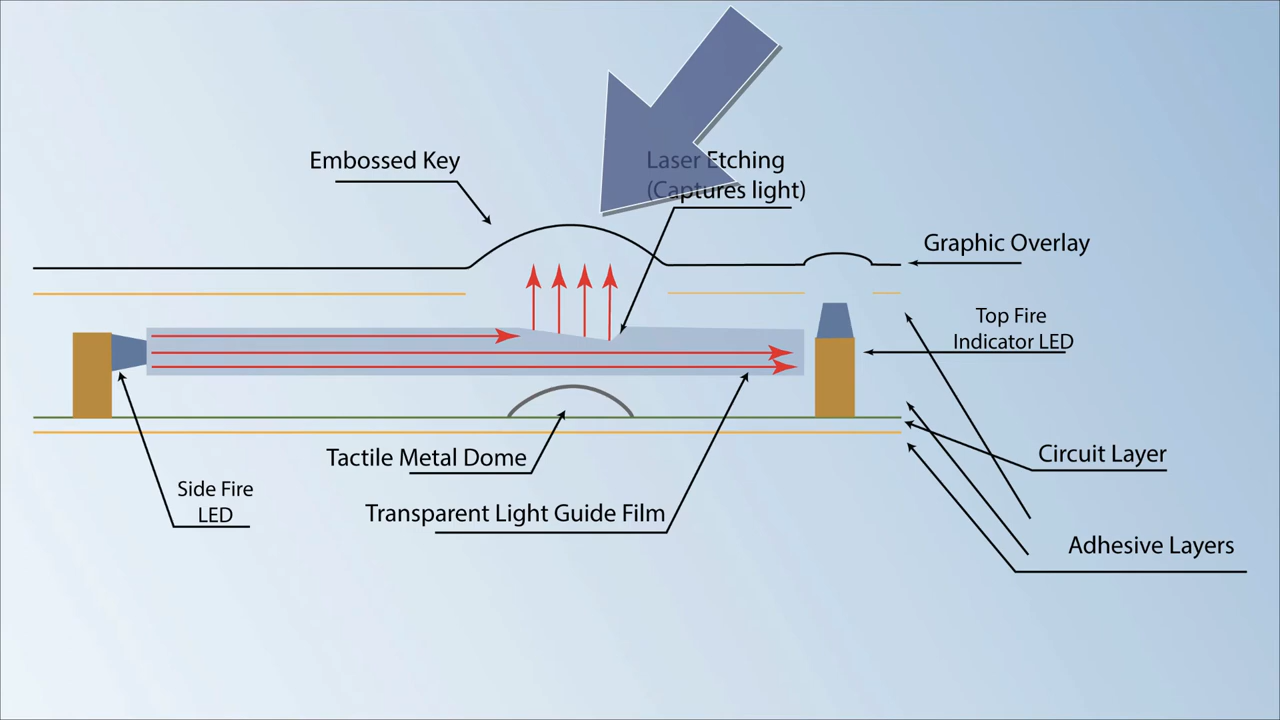 Embossed Key
Laser Etching
(Captures light)
Graphic Overlay
Top Fire
Indicator LED
Tactile Metal Dome
Circuit Layer
Side Fire
LED
Transparent Light Guide Film
Adhesive Layers